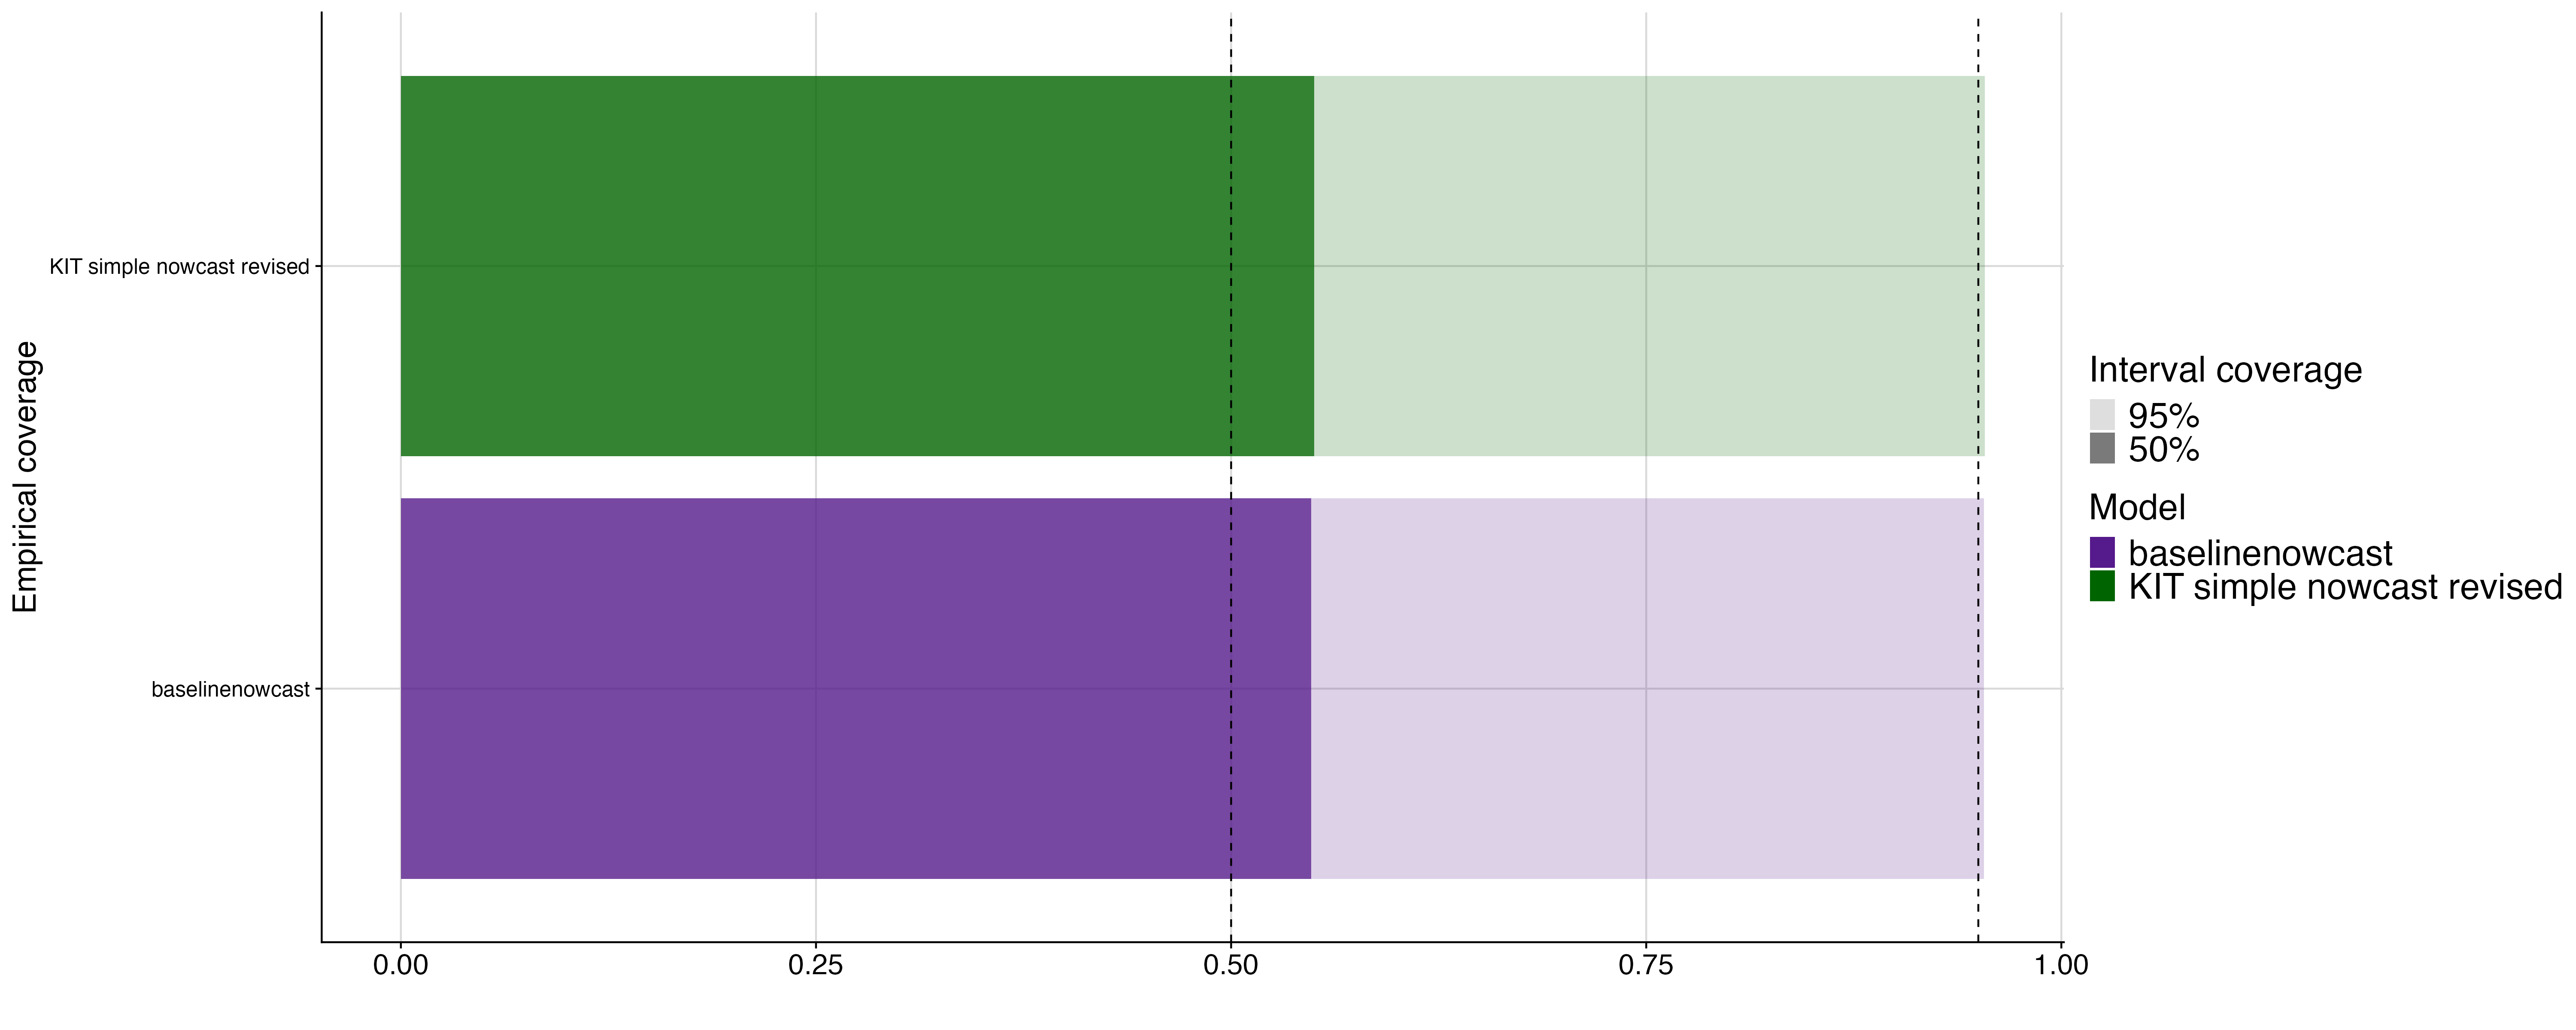 Empirical coverage
KIT simple nowcast revised
baselinenowcast
0.00
0.25
0.50
0.75
1.00
Interval coverage
95%
50%
Model
baselinenowcast
KIT simple nowcast revised